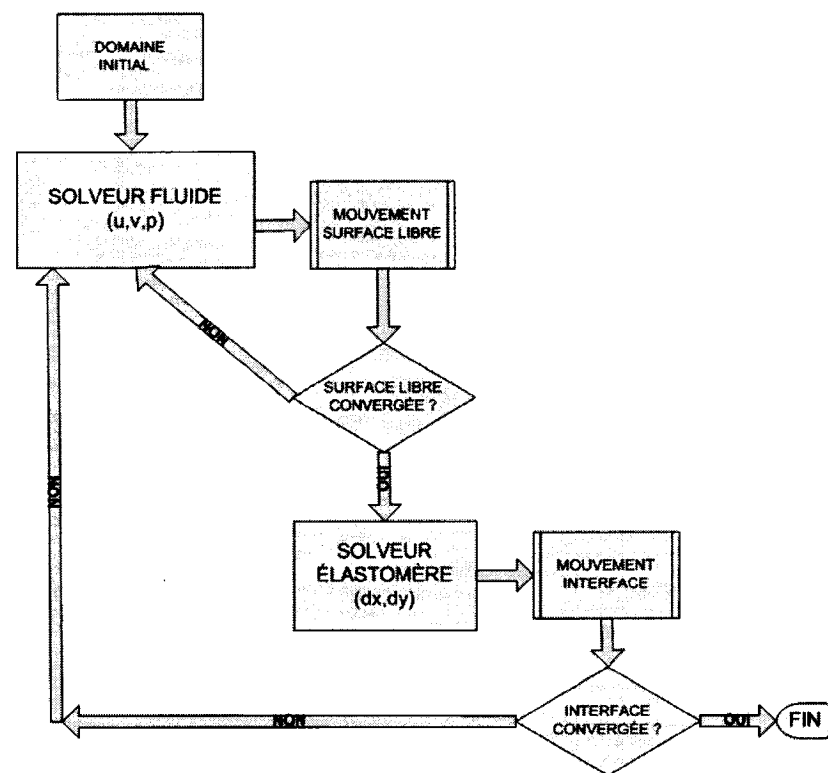 DOMAINE
INITIAL
SOLVEUR FLUIDE
(u,v,p)
MOUVEMENT
SURFACE LIBRE
NON
SURFACE LIBRE
CONVERGÉE ?
OUI
SOLVEUR
ÉLASTOMÈRE
(dx,dy)
MOUVEMENT
INTERFACE
NON
INTERFACE
CONVERGÉE ?
NON
OUI
FIN